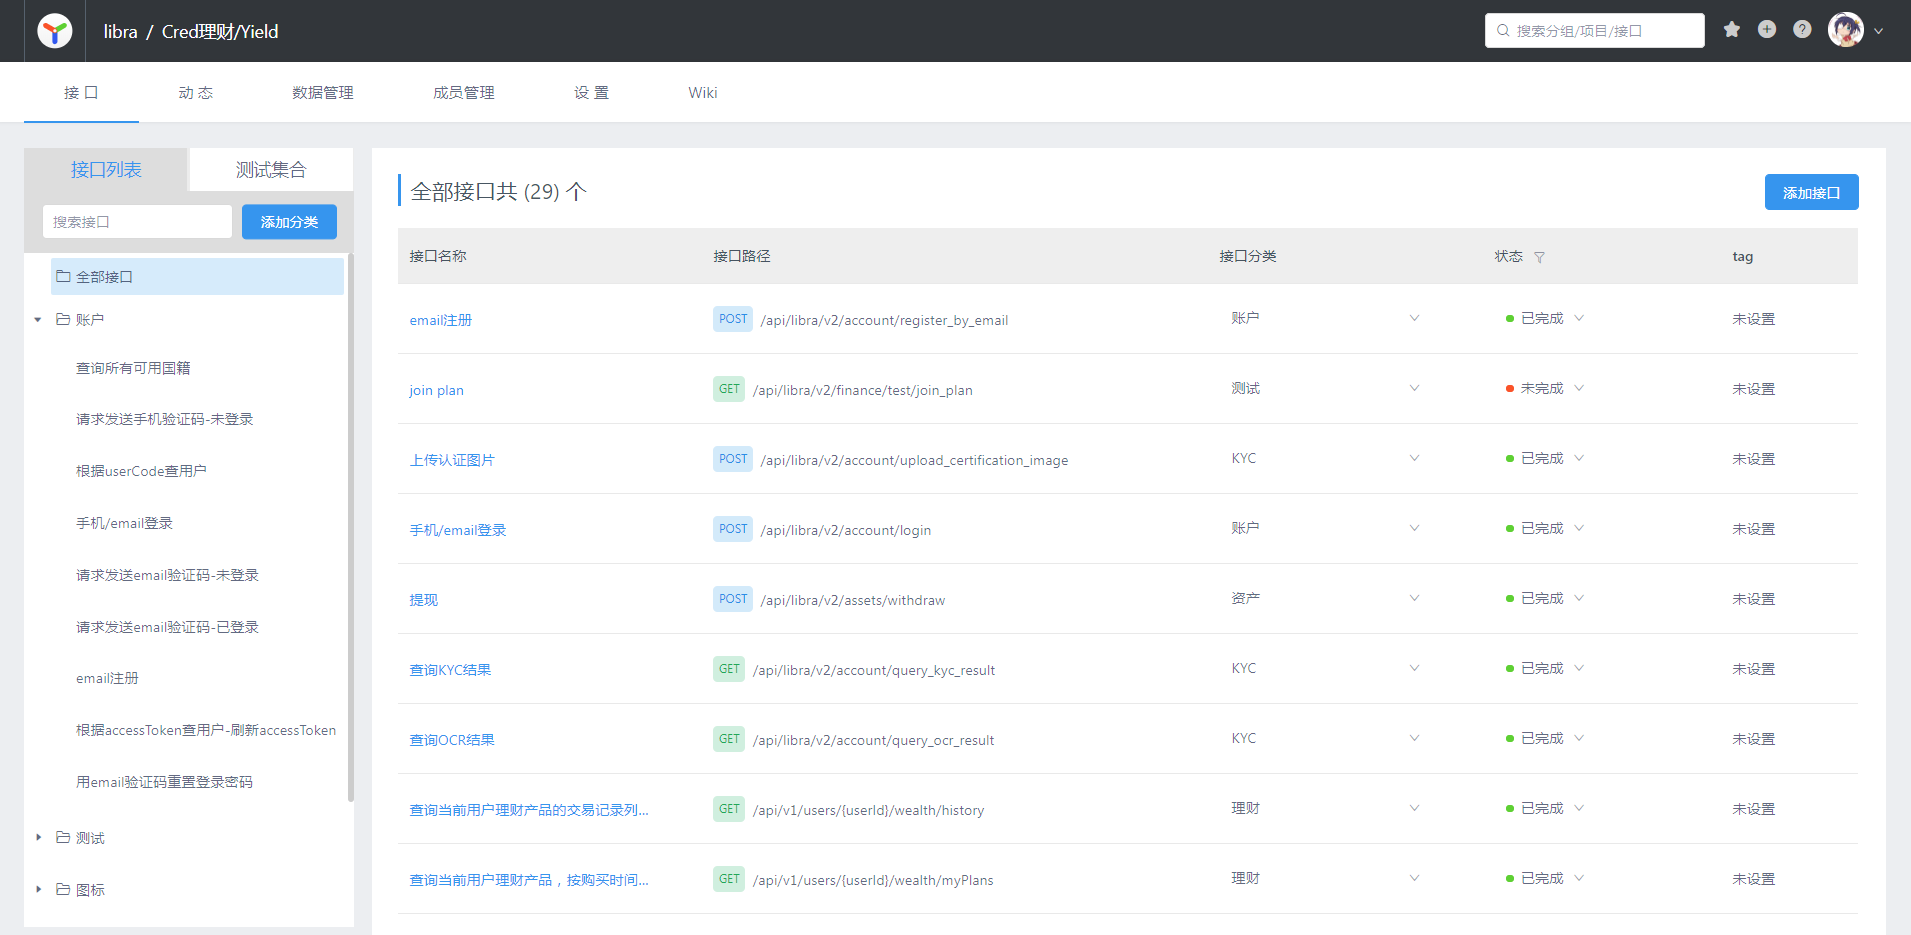 libra / Cred理财/Yield
搜索分组/项目/接口
接 口 动 态 数据管理 成员管理 设 置 Wiki
接口列表 测试集合
搜索接口 添加分类
全部接口
账户
查询所有可用国籍
请求发送手机验证码-未登录
根据userCode查用户
手机/email登录
请求发送email验证码-未登录
请求发送email验证码-已登录
email注册
根据accessToken查用户-刷新accessToken
用email验证码重置登录密码
测试
图标
全部接口共 (29) 个
添加接口
接口名称 接口路径 接口分类 状态 tag
email注册 POST /api/libra/v2/account/register_by_email 账户 已完成 未设置
join plan GET /api/libra/v2/finance/test/join_plan 测试 未完成 未设置
上传认证图片 POST /api/libra/v2/account/upload_certification_image KYC 已完成 未设置
手机/email登录 POST /api/libra/v2/account/login 账户 已完成 未设置
提现 POST /api/libra/v2/assets/withdraw 资产 已完成 未设置
查询KYC结果 GET /api/libra/v2/account/query_kyc_result KYC 已完成 未设置
查询OCR结果 GET /api/libra/v2/account/query_ocr_result KYC 已完成 未设置
查询当前用户理财产品的交易记录列... GET /api/v1/users/{userId}/wealth/history 理财 已完成 未设置
查询当前用户理财产品，按购买时间... GET /api/v1/users/{userId}/wealth/myPlans 理财 已完成 未设置